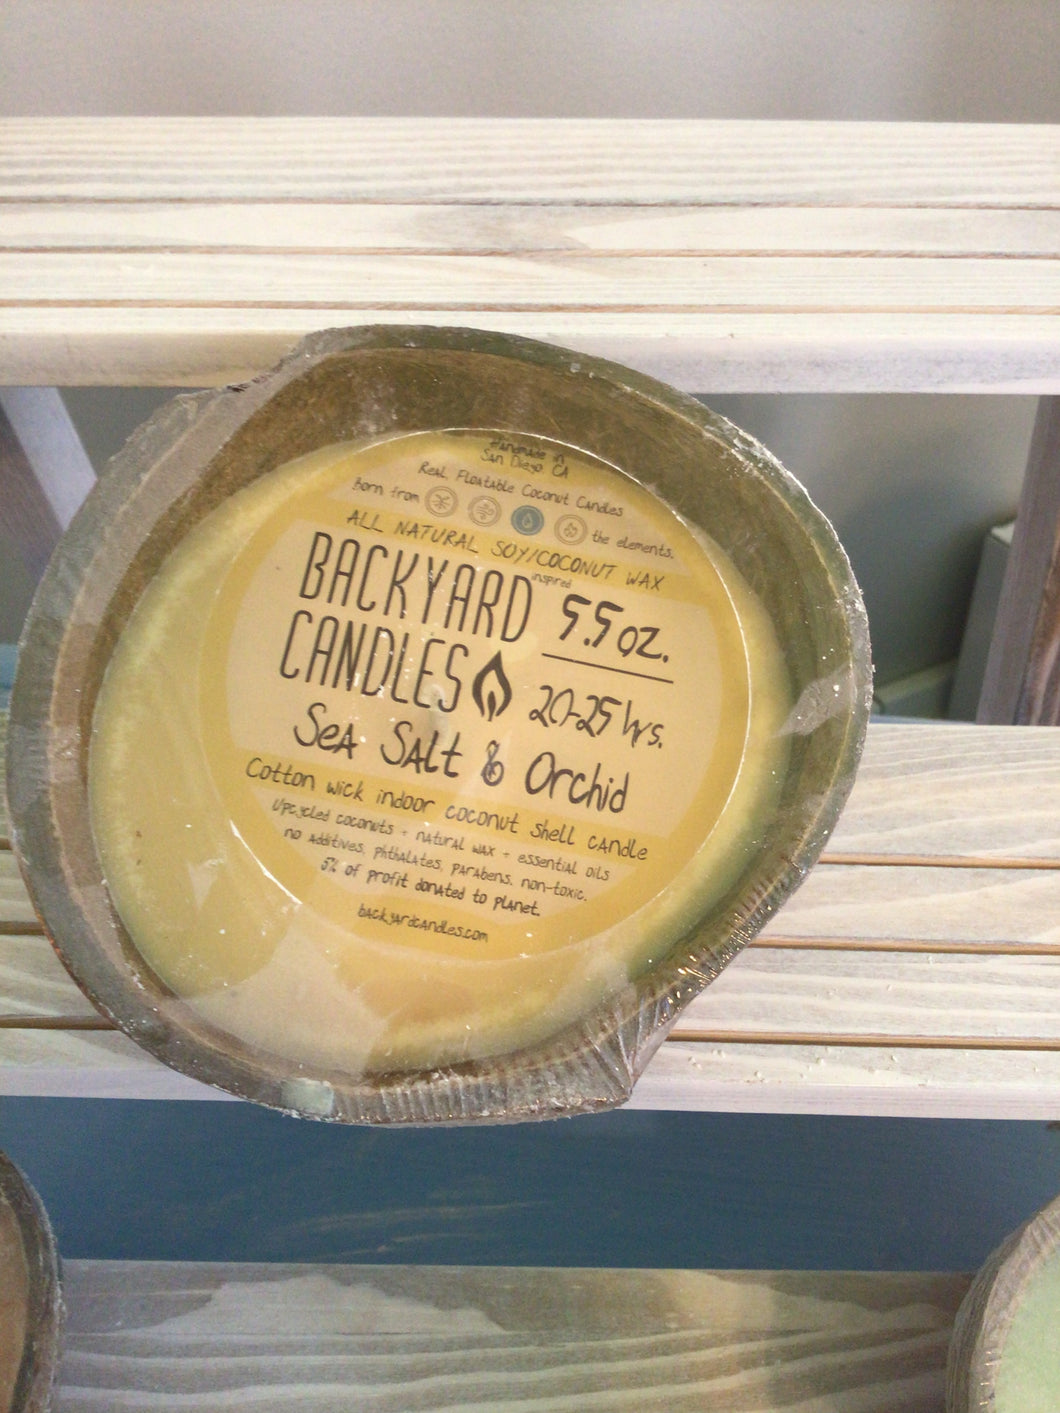 Handmade in
San Diego, CA
Real, Floatable Coconut Candles
Born from the elements.
ALL NATURAL SOY/COCONUT WAX
inspired
BACKYARD
CANDLES
5.5 oz.
20-25 hrs.
Sea Salt & Orchid
Cotton wick indoor coconut shell candle
Upcycled coconuts + natural wax + essential oils
no additives, phthalates, parabens, non-toxic.
5% of profit donated to planet.
backyardcandles.com